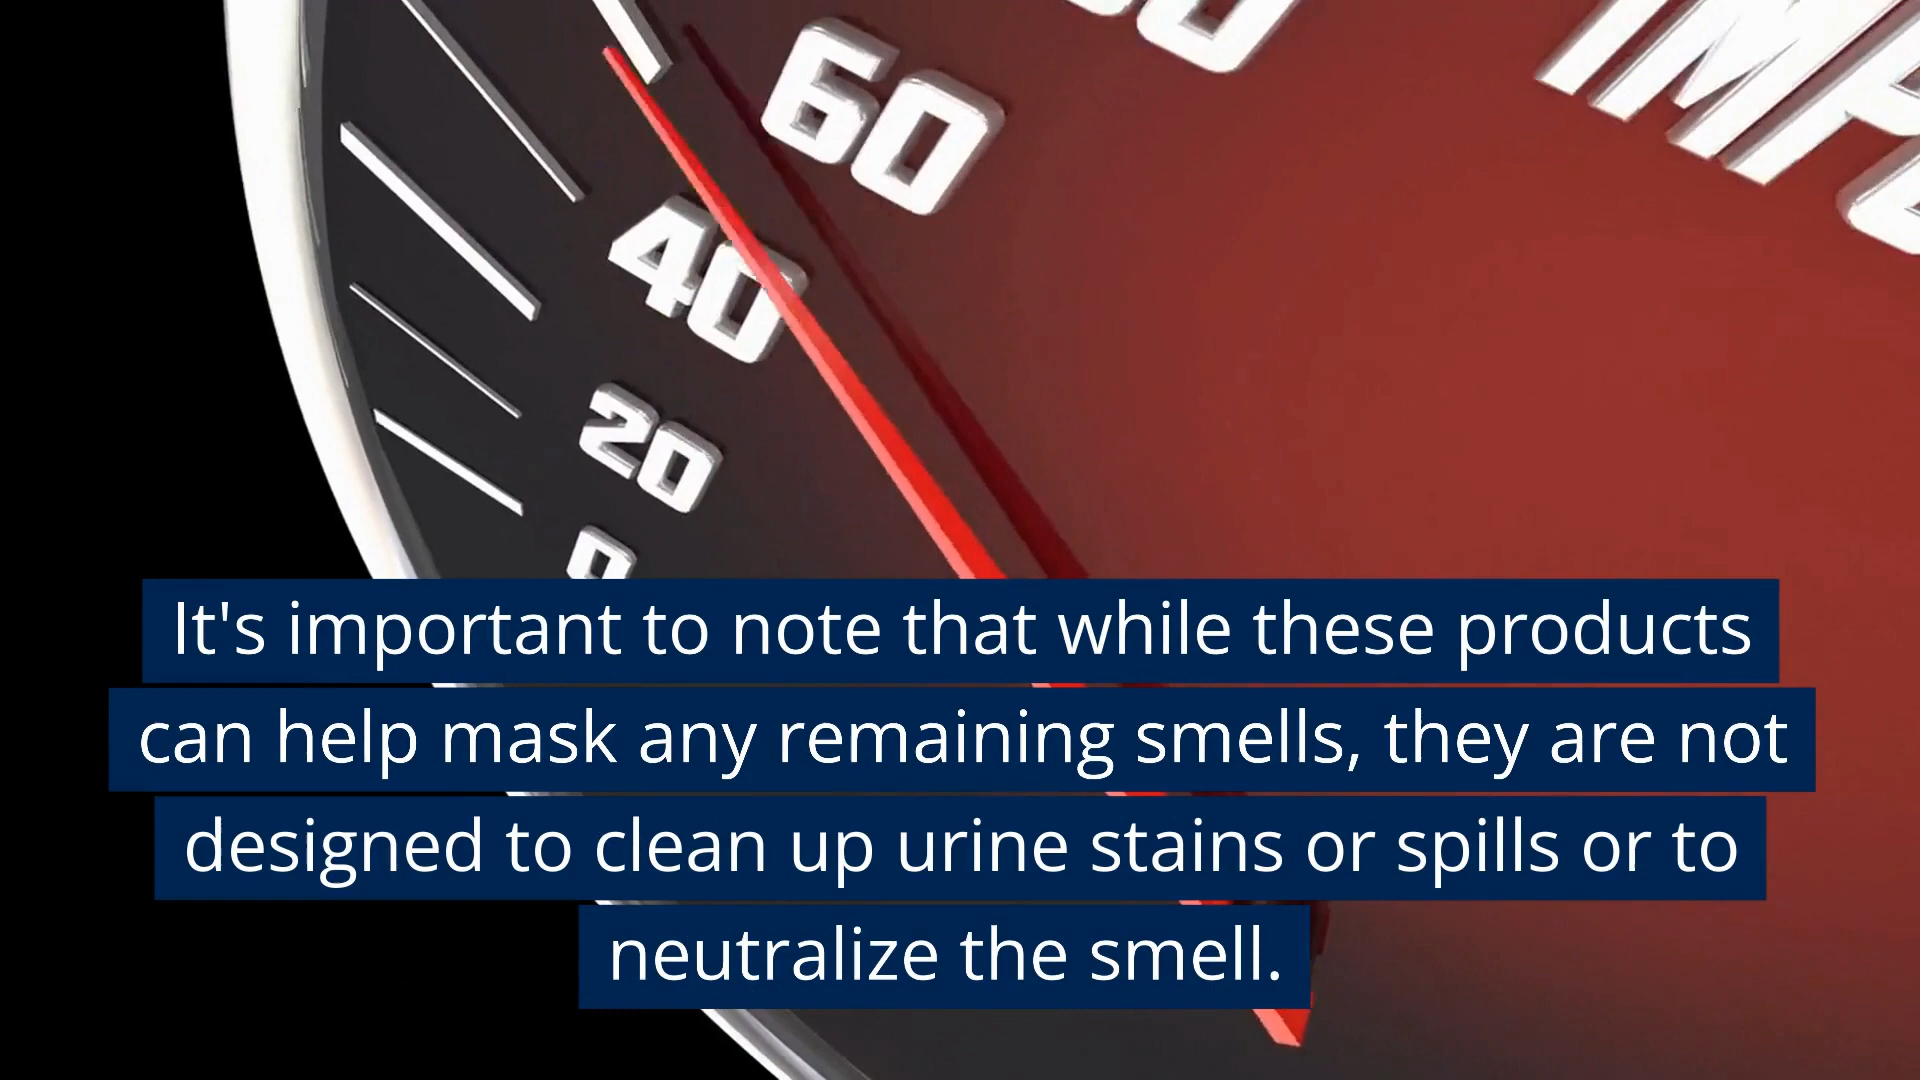 60
40
20
0
It's important to note that while these products
can help mask any remaining smells, they are not
designed to clean up urine stains or spills or to
neutralize the smell.